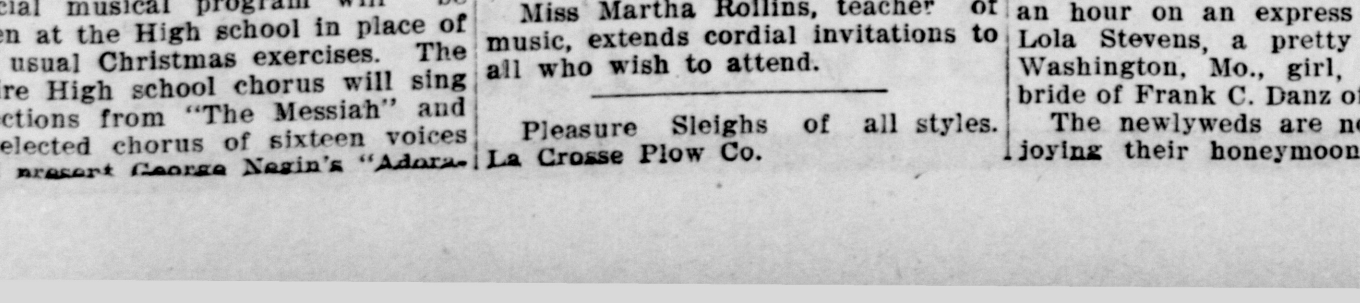 cial musical program will be
en at the High school in place of
usual Christmas exercises. The
re High school chorus will sing
ctions from "The Messiah" and
elected chorus of sixteen voices
present George Negin's "Adora-
Miss Martha Rollins, teacher of
music, extends cordial invitations to
all who wish to attend.
Pleasure Sleighs of all styles.
La Crosse Plow Co.
an hour on an express
Lola Stevens, a pretty
Washington, Mo., girl,
bride of Frank C. Danz of
The newlyweds are
joying their honeymoon